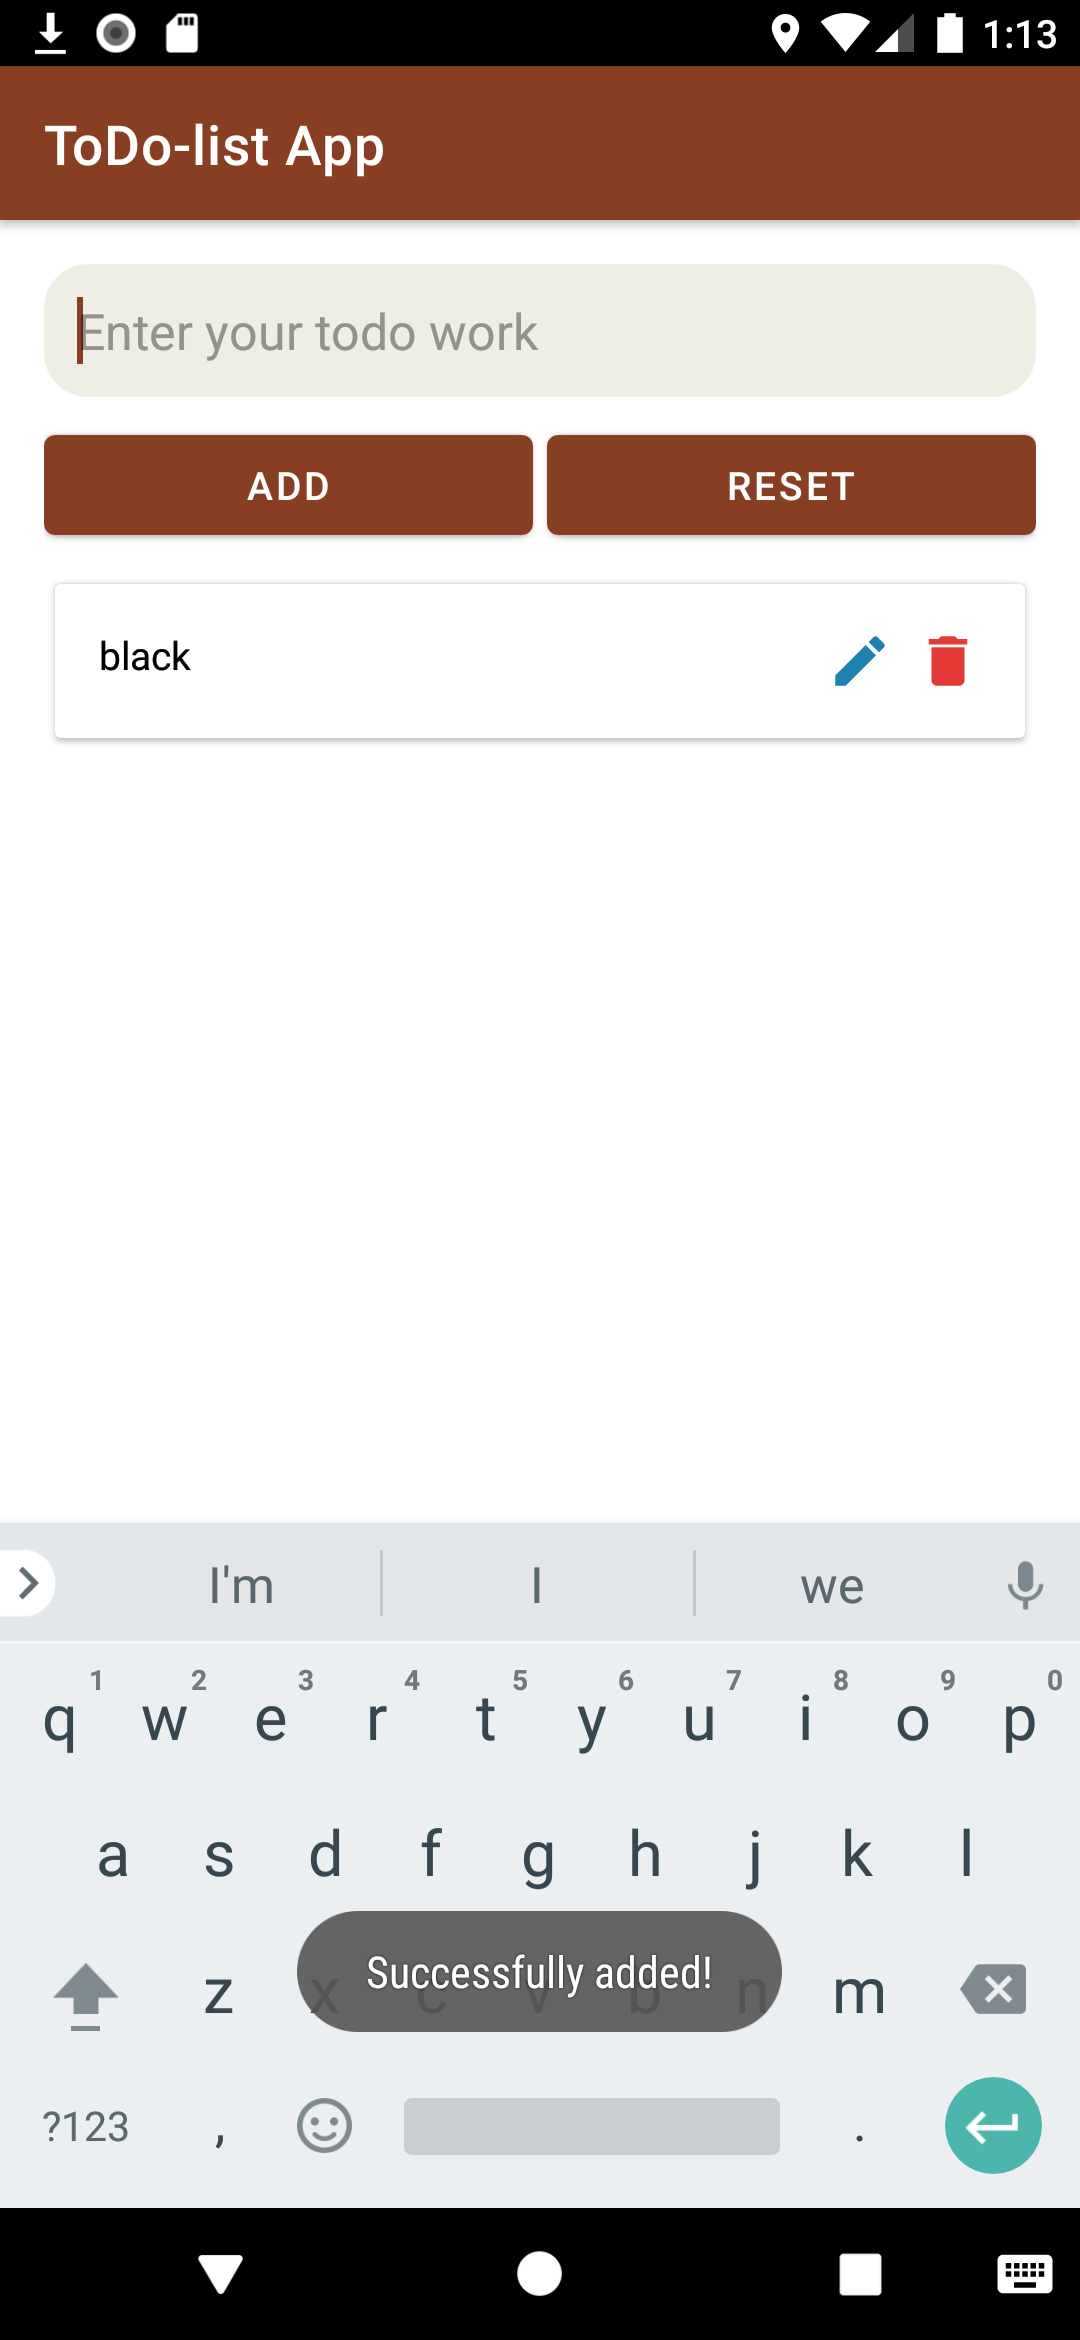 1:13
ToDo-list App
Enter your todo work
ADD RESET
black
I'm I we
1 2 3 4 5 6 7 8 9 0
q w e r t y u i o p
a s d f g h j k l
z x c v b n m
Successfully added!
?123 , .